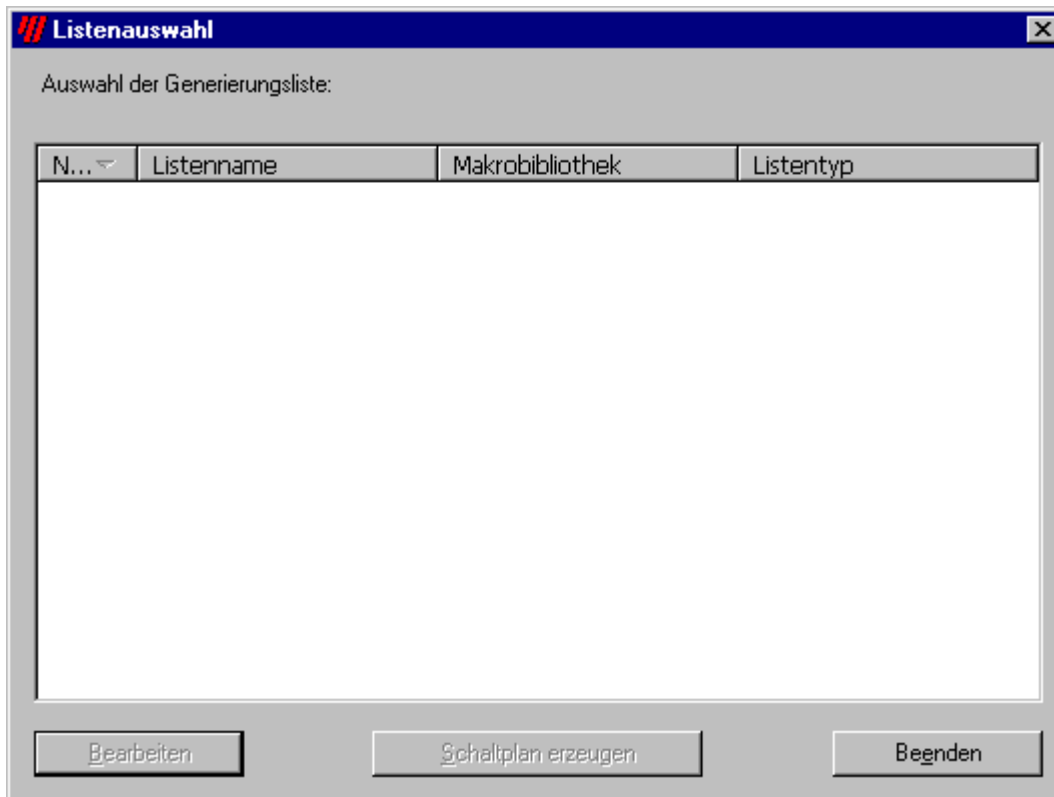 Listenauswahl
Auswahl der Generierungsliste:
N... Listenname Makrobibliothek Listentyp
Bearbeiten Schaltplan erzeugen Beenden